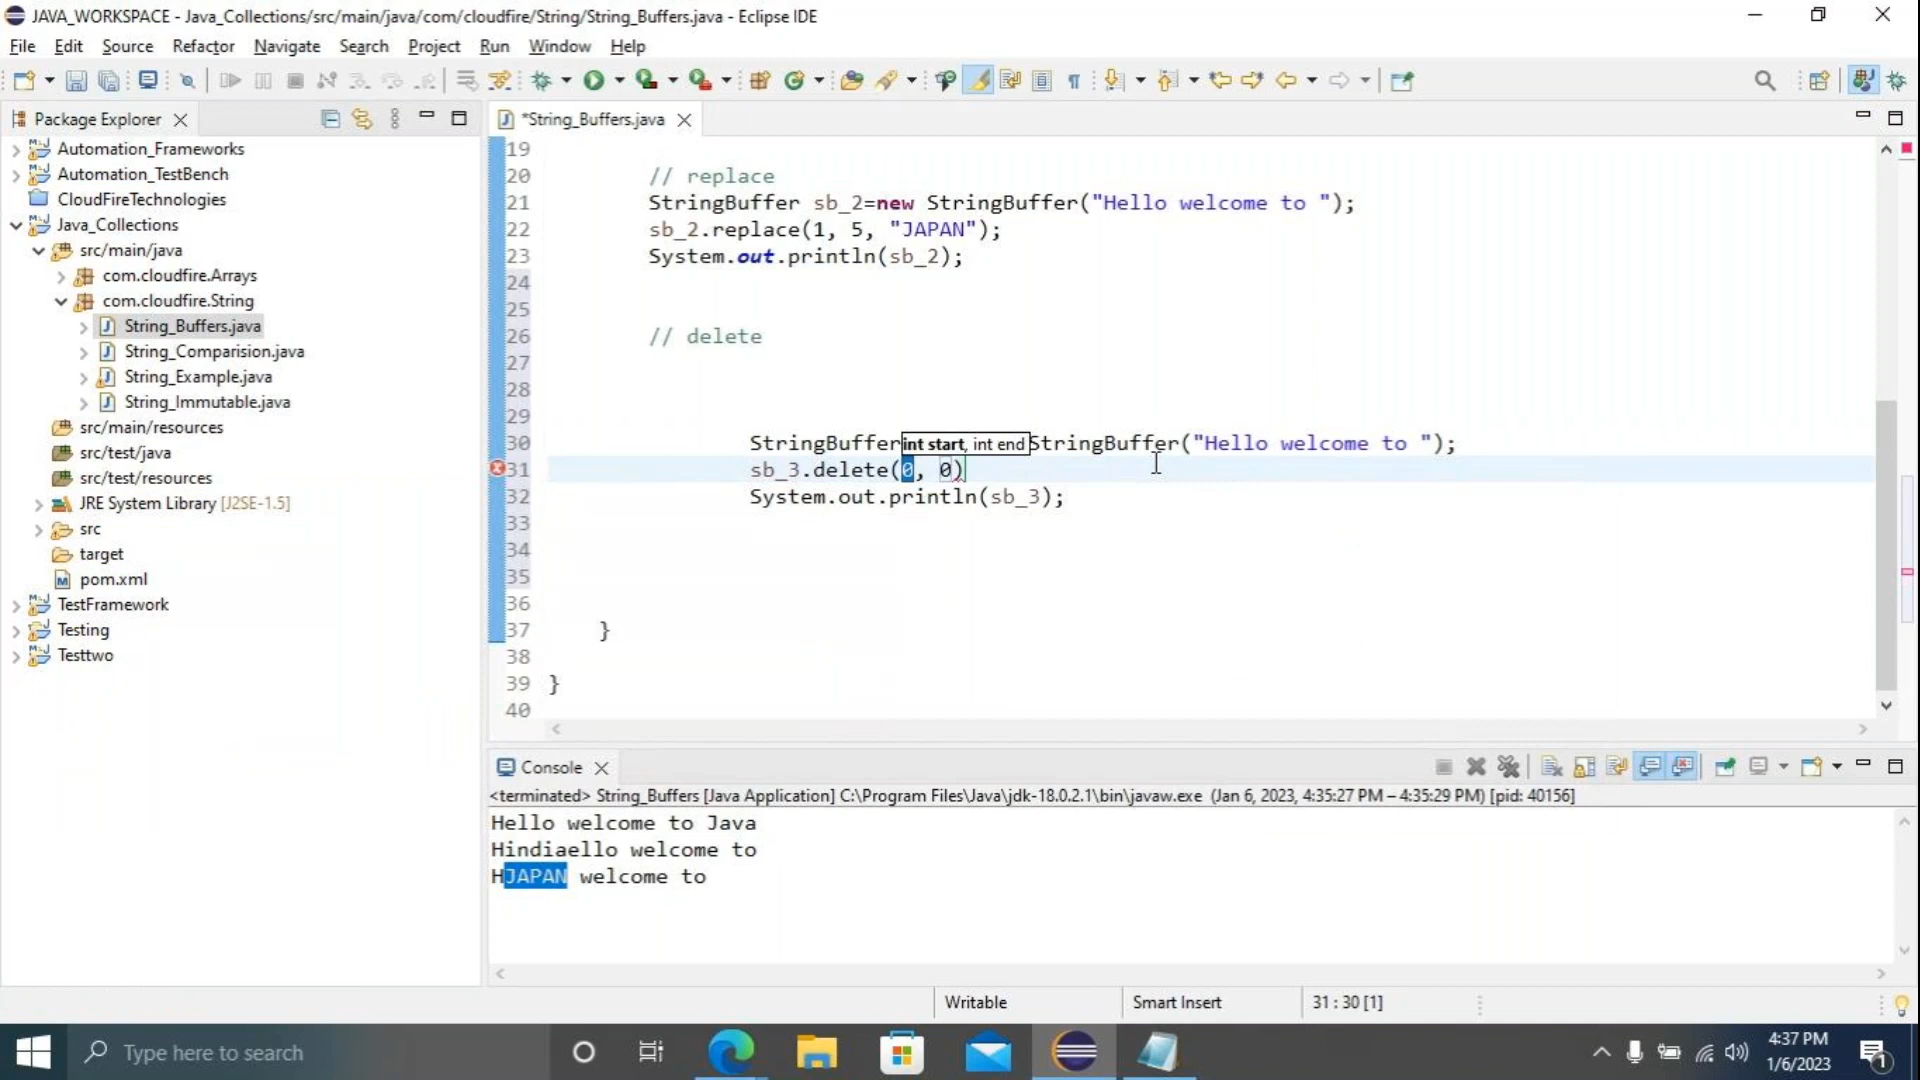 JAVA_WORKSPACE - Java_Collections/src/main/java/com/cloudfire/String/String_Buffers.java - Eclipse IDE
File Edit Source Refactor Navigate Search Project Run Window Help
Package Explorer
Automation_Frameworks
Automation_TestBench
CloudFireTechnologies
Java_Collections
src/main/java
com.cloudfire.Arrays
com.cloudfire.String
String_Buffers.java
String_Comparision.java
String_Example.java
String_Immutable.java
src/main/resources
src/test/java
src/test/resources
JRE System Library [J2SE-1.5]
src
target
pom.xml
TestFramework
Testing
Testtwo
*String_Buffers.java
19
20 // replace
21 StringBuffer sb_2=new StringBuffer("Hello welcome to ");
22 sb_2.replace(1, 5, "JAPAN");
23 System.out.println(sb_2);
24
25
26 // delete
27
28
29
30 StringBuffer int start, int end StringBuffer("Hello welcome to ");
31 sb_3.delete(0, 0)
32 System.out.println(sb_3);
33
34
35
36
37 }
38
39 }
40
Console
<terminated> String_Buffers [Java Application] C:\Program Files\Java\jdk-18.0.2.1\bin\javaw.exe (Jan 6, 2023, 4:35:27 PM – 4:35:29 PM) [pid: 40156]
Hello welcome to Java
Hindiaello welcome to
HJAPAN welcome to
Writable Smart Insert 31 : 30 [1]
Type here to search
4:37 PM
1/6/2023
1